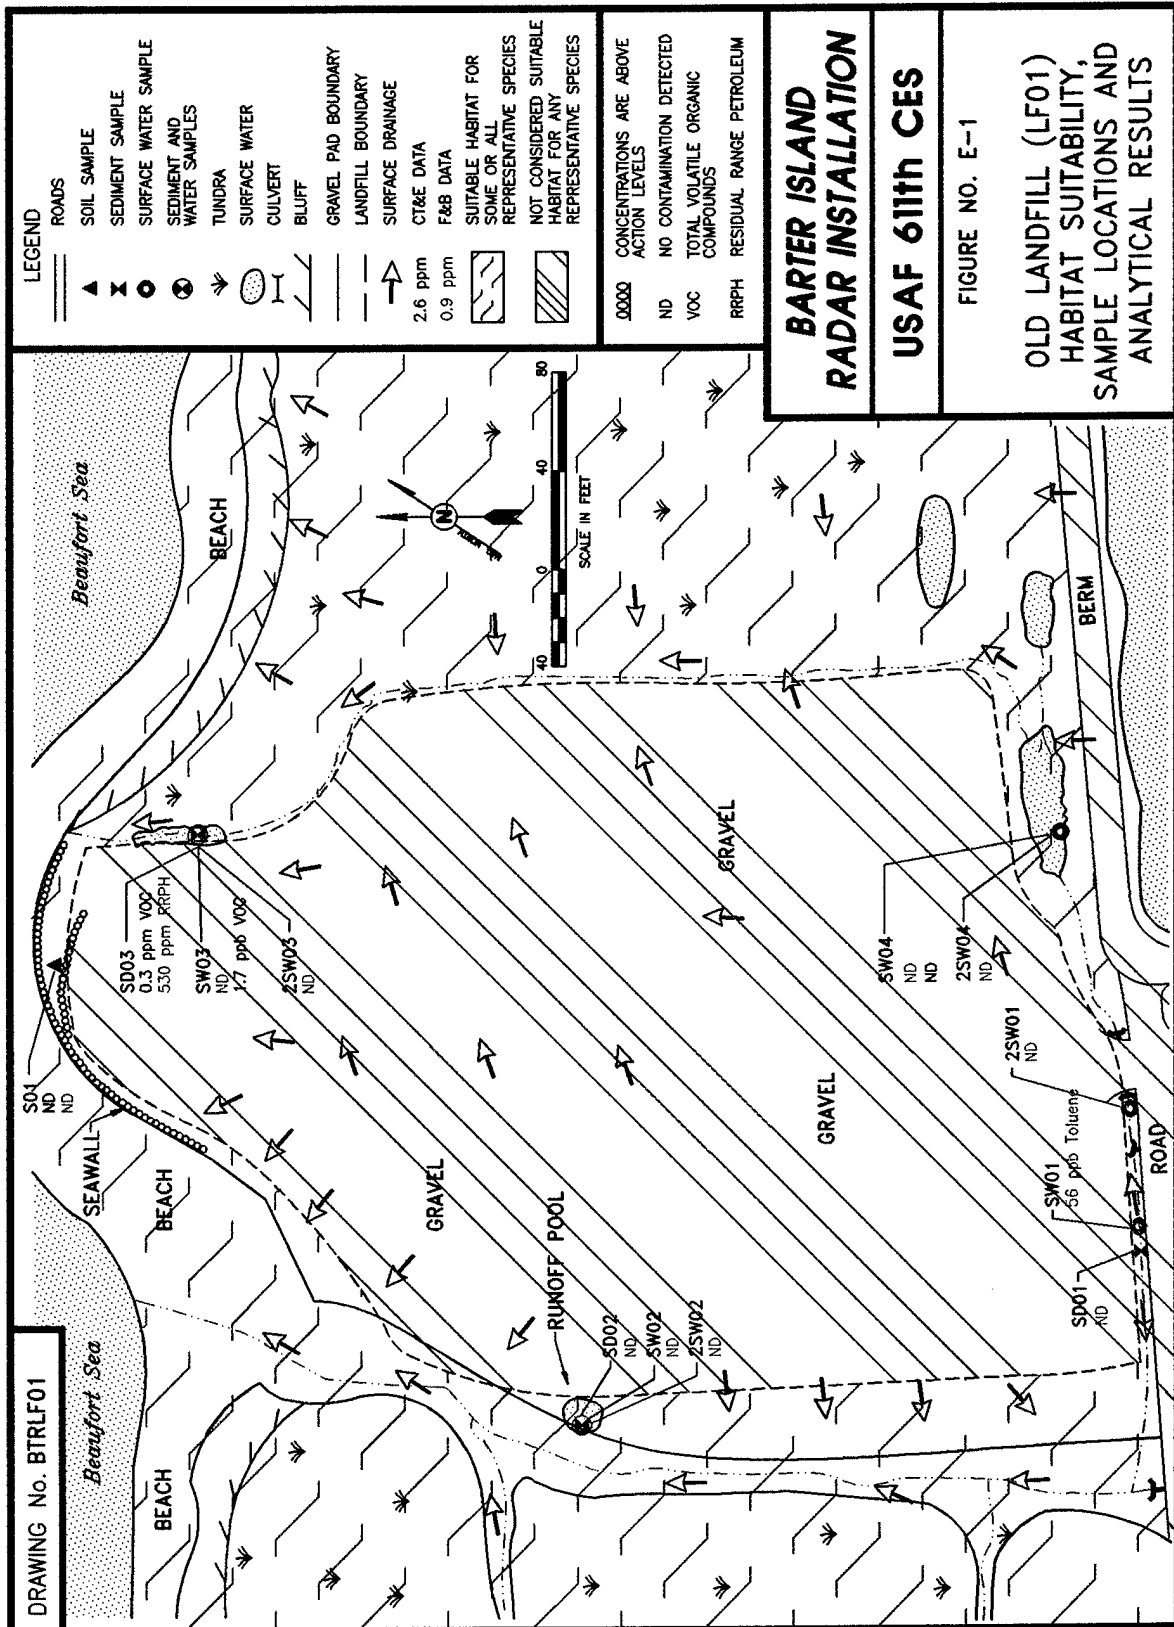 DRAWING No. BTRLF01
Beaufort Sea
Beaufort Sea
BEACH
BEACH
BEACH
SEAWALL
S01
ND
ND
SD03
0.3 ppm VOC
530 ppm RRPH
SW03
ND
1.7 ppb VOC
2SW03
ND
GRAVEL
GRAVEL
GRAVEL
RUNOFF POOL
SD02
ND
SW02
ND
2SW02
ND
SW04
ND
ND
2SW04
ND
2SW01
ND
SW01
56 ppb Toluene
SD01
ND
ROAD
BERM
N
40 0 40 80
SCALE IN FEET
LEGEND
ROADS
SOIL SAMPLE
SEDIMENT SAMPLE
SURFACE WATER SAMPLE
SEDIMENT AND
WATER SAMPLES
TUNDRA
SURFACE WATER
CULVERT
BLUFF
GRAVEL PAD BOUNDARY
LANDFILL BOUNDARY
SURFACE DRAINAGE
2.6 ppm CT&E DATA
0.9 ppm F&B DATA
SUITABLE HABITAT FOR
SOME OR ALL
REPRESENTATIVE SPECIES
NOT CONSIDERED SUITABLE
HABITAT FOR ANY
REPRESENTATIVE SPECIES
0000 CONCENTRATIONS ARE ABOVE
ACTION LEVELS
ND NO CONTAMINATION DETECTED
VOC TOTAL VOLATILE ORGANIC
COMPOUNDS
RRPH RESIDUAL RANGE PETROLEUM
BARTER ISLAND
RADAR INSTALLATION
USAF 611th CES
FIGURE NO. E-1
OLD LANDFILL (LF01)
HABITAT SUITABILITY,
SAMPLE LOCATIONS AND
ANALYTICAL RESULTS